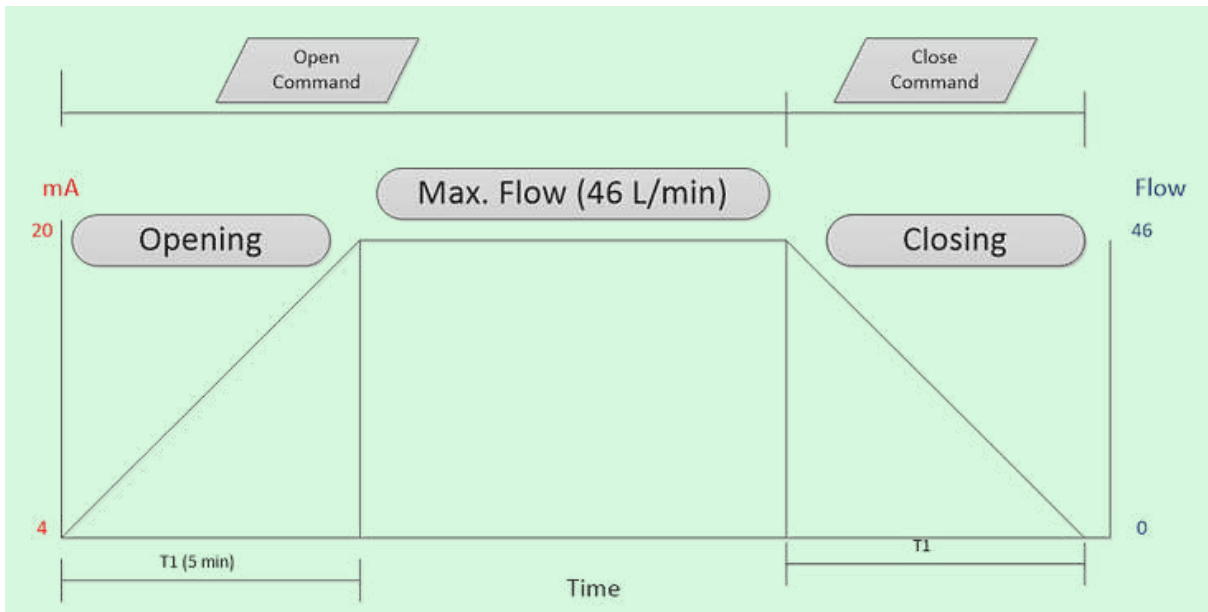 Open
Command
Close
Command
mA
Max. Flow (46 L/min)
Flow
20
Opening
Closing
46
4
0
T1 (5 min)
T1
Time